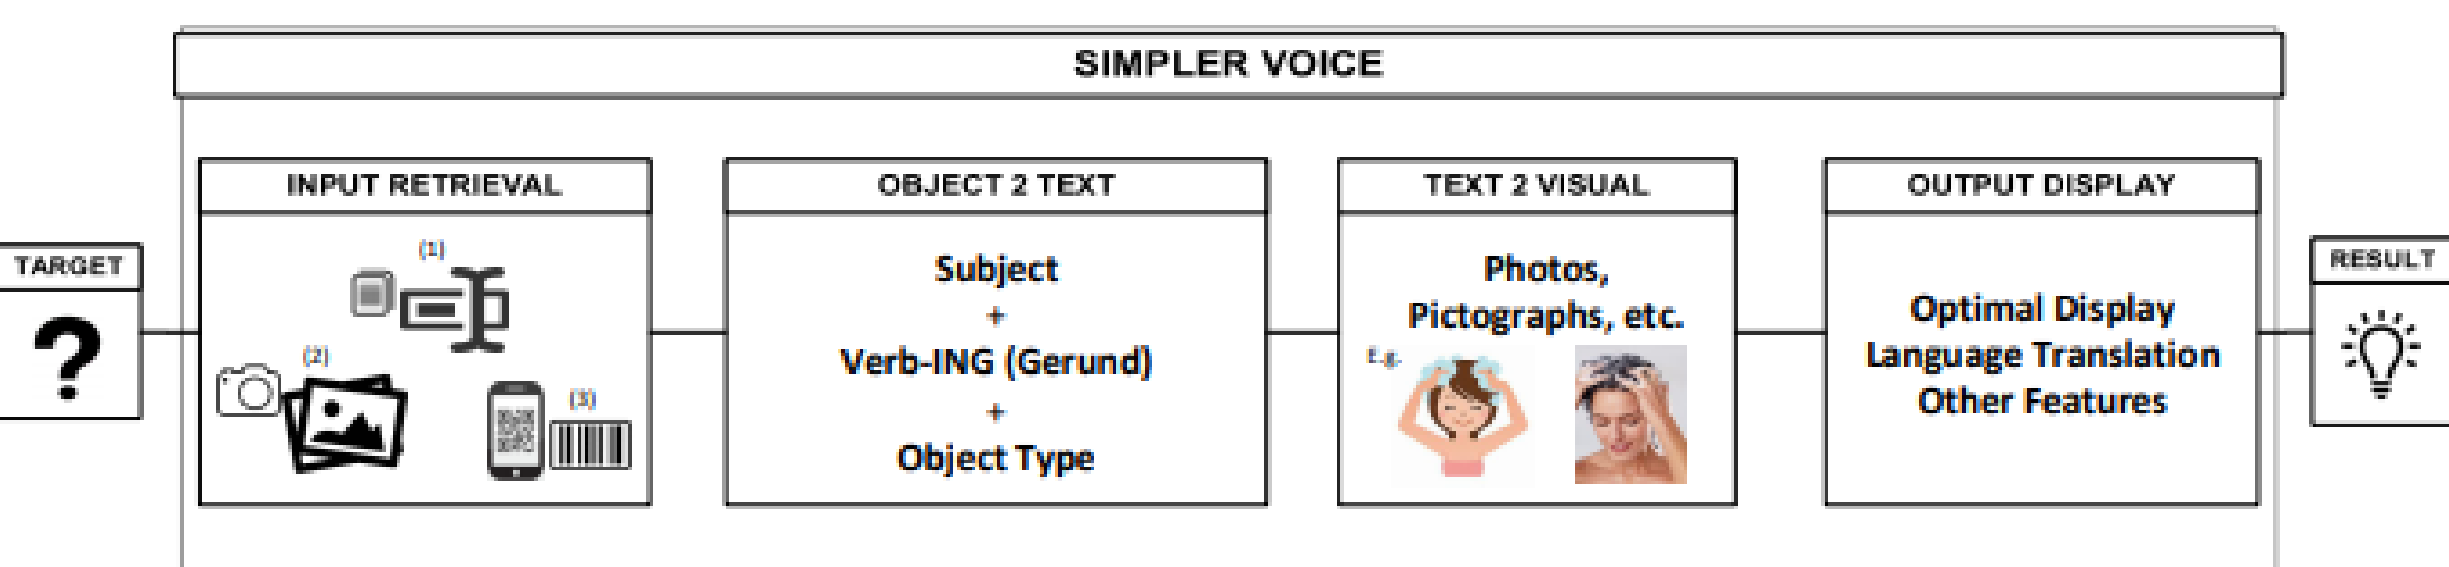 SIMPLER VOICE
TARGET
INPUT RETRIEVAL
(1)
(2)
(3)
OBJECT 2 TEXT
Subject
+
Verb-ING (Gerund)
+
Object Type
TEXT 2 VISUAL
Photos,
Pictographs, etc.
E.g.
OUTPUT DISPLAY
Optimal Display
Language Translation
Other Features
RESULT